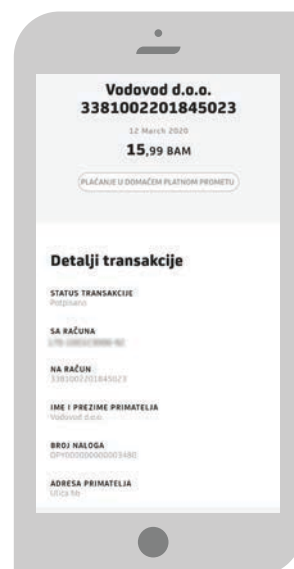 Vodovod d.o.o.
3381002201845023
12 March 2020
15,99 BAM
PLAĆANJE U DOMAĆEM PLATNOM PROMETU
Detalji transakcije
STATUS TRANSAKCIJE
Potpisano
SA RAČUNA
NA RAČUN
3381002201845023
IME I PREZIME PRIMATELJA
Vodovod d.o.o.
BROJ NALOGA
ADRESA PRIMATELJA
Ulica Mr